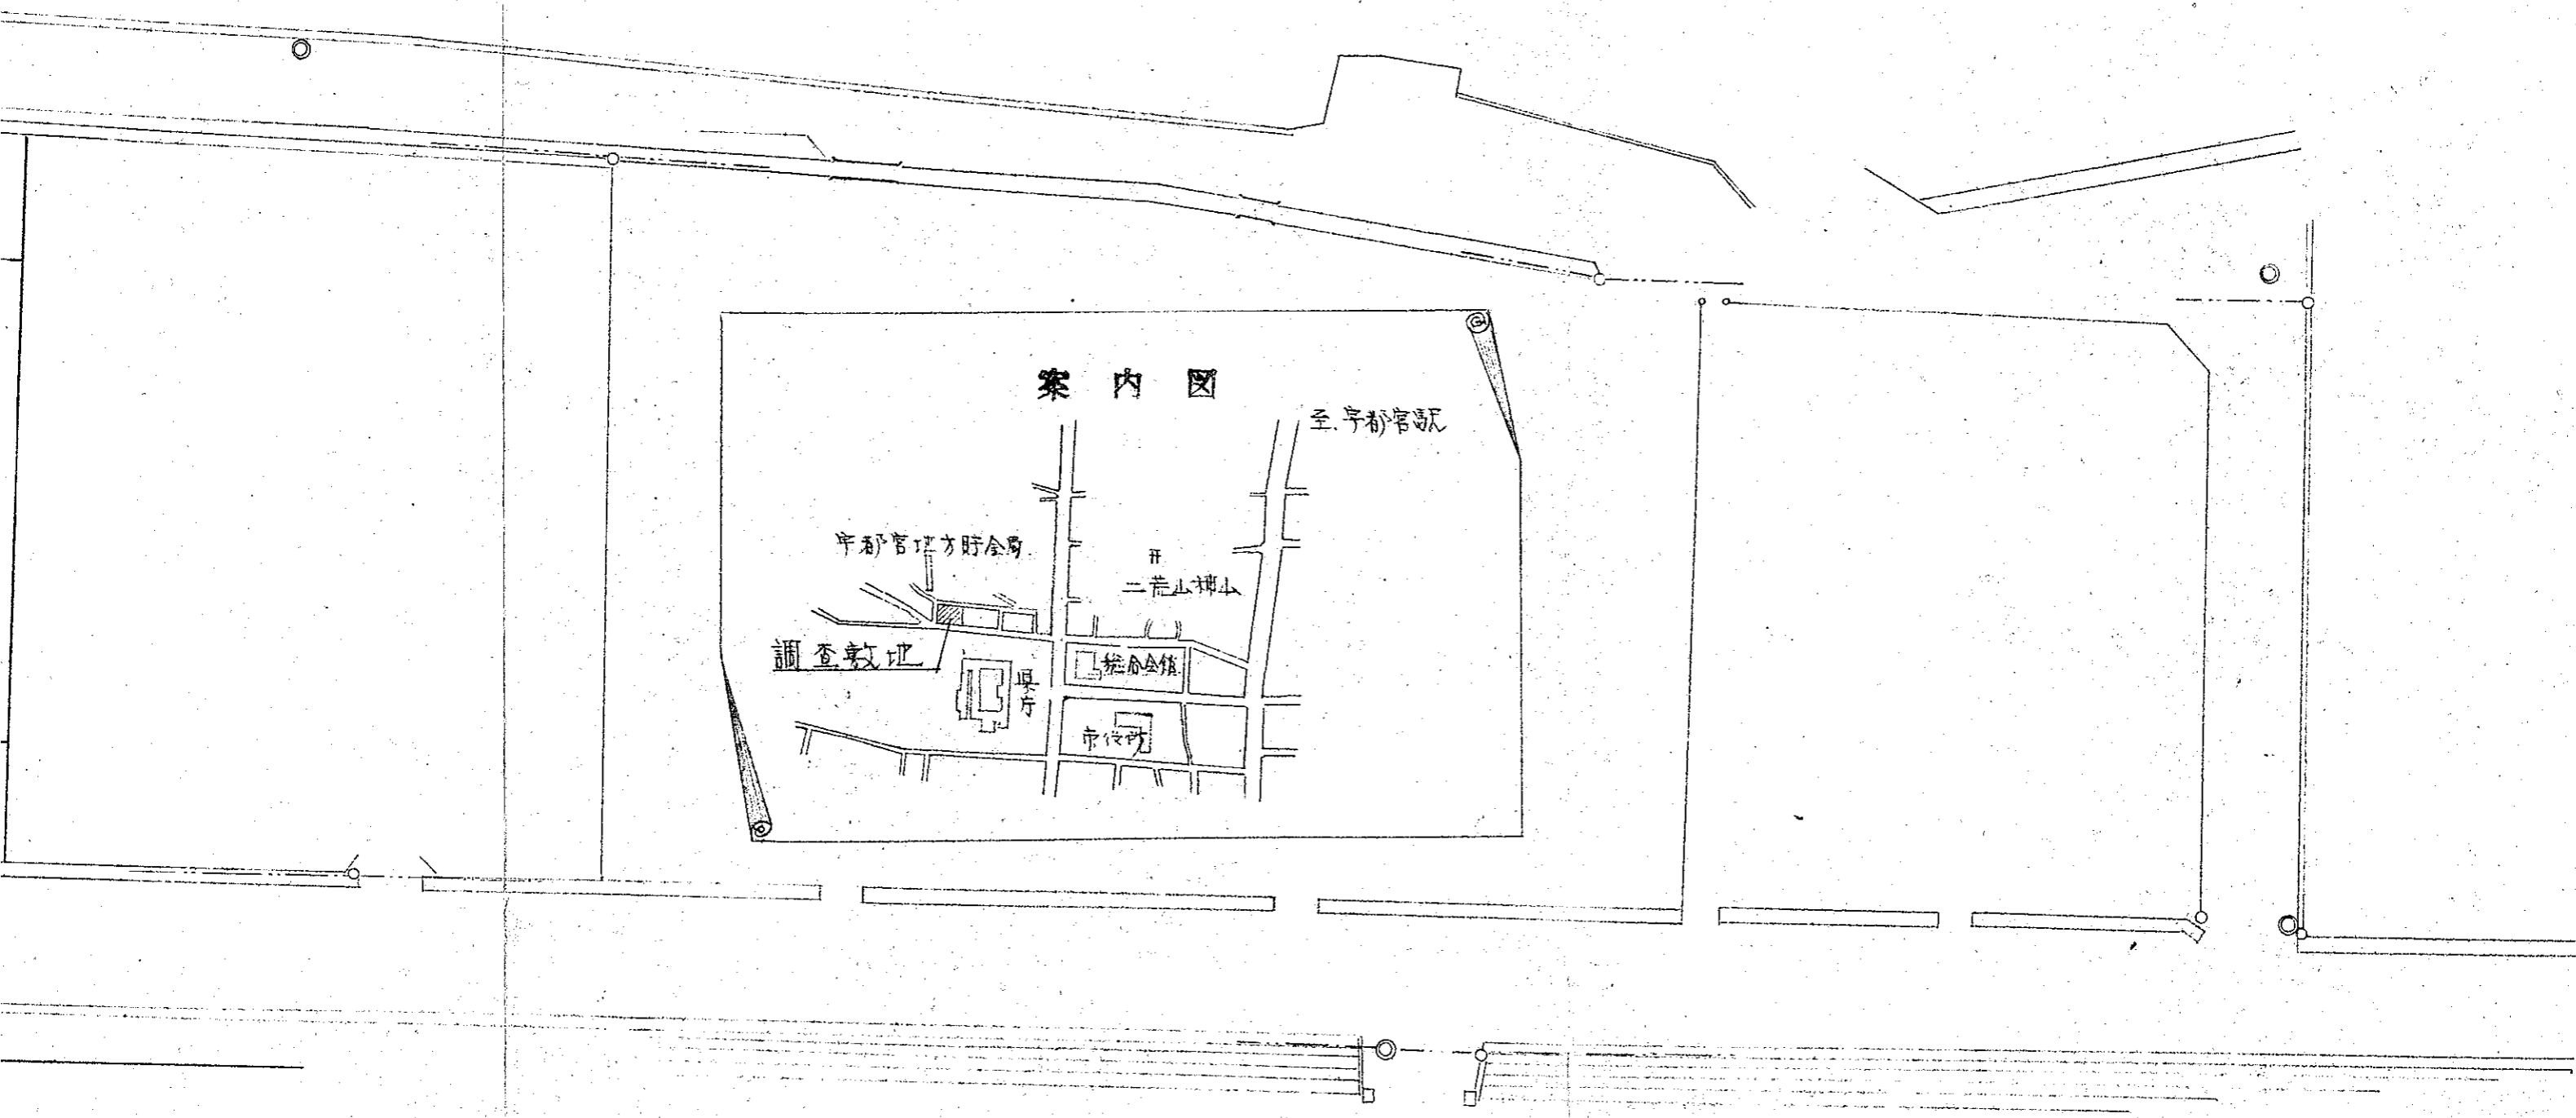 案内図
至.宇都宮駅
宇都宮地方貯金局
二荒山神山
調査敷地
総合会館
県庁
市役所